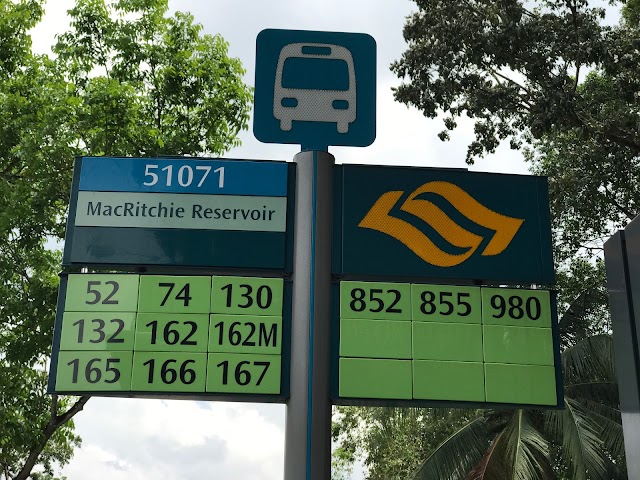 51071
MacRitchie Reservoir
52 74 130
132 162 162M
165 166 167
852 855 980